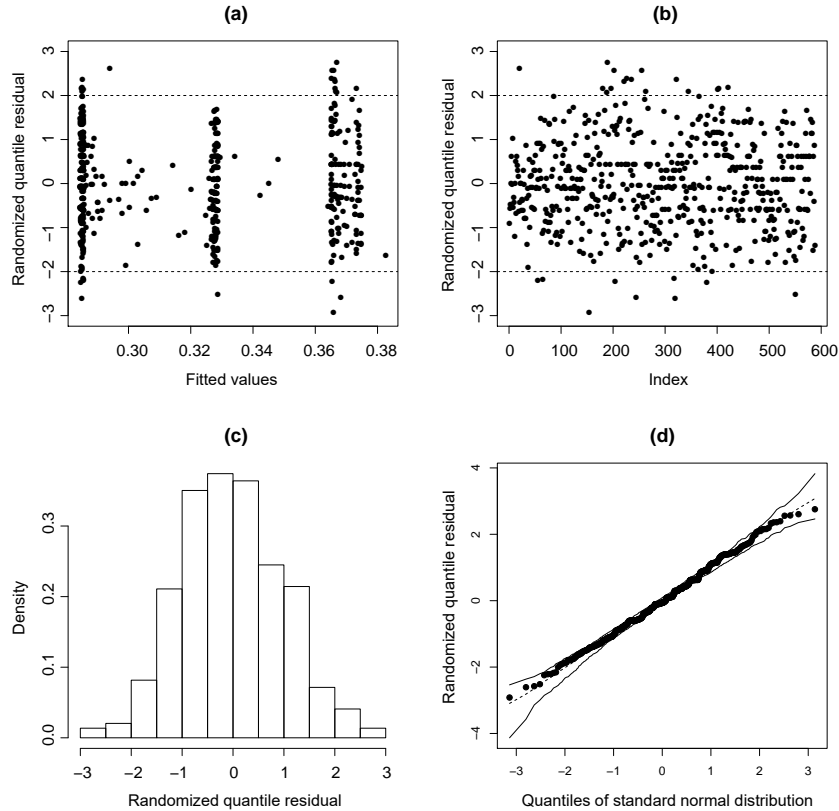 (a)
Randomized quantile residual
3
2
1
0
−1
−2
−3
0.30 0.32 0.34 0.36 0.38
Fitted values
(b)
Randomized quantile residual
3
2
1
0
−1
−2
−3
0 100 200 300 400 500 600
Index
(c)
Density
0.3
0.2
0.1
0.0
−3 −2 −1 0 1 2 3
Randomized quantile residual
(d)
Randomized quantile residual
4
2
0
−2
−4
−3 −2 −1 0 1 2 3
Quantiles of standard normal distribution